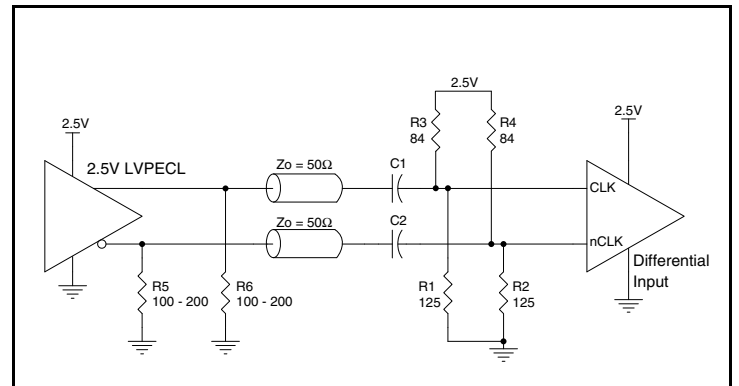 2.5V
2.5V LVPECL
Zo = 50Ω
Zo = 50Ω
C1
C2
2.5V
R3
84
R4
84
2.5V
CLK
nCLK
Differential
Input
R5
100 - 200
R6
100 - 200
R1
125
R2
125